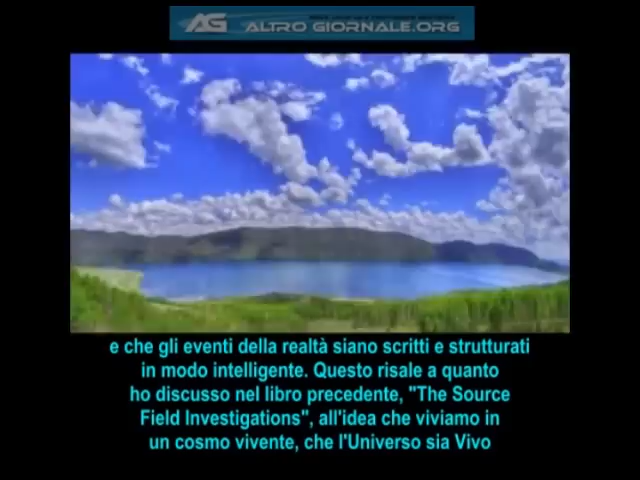 ALTRO GIORNALE.ORG
e che gli eventi della realtà siano scritti e strutturati
in modo intelligente. Questo risale a quanto
ho discusso nel libro precedente, "The Source
Field Investigations", all'idea che viviamo in
un cosmo vivente, che l'Universo sia Vivo